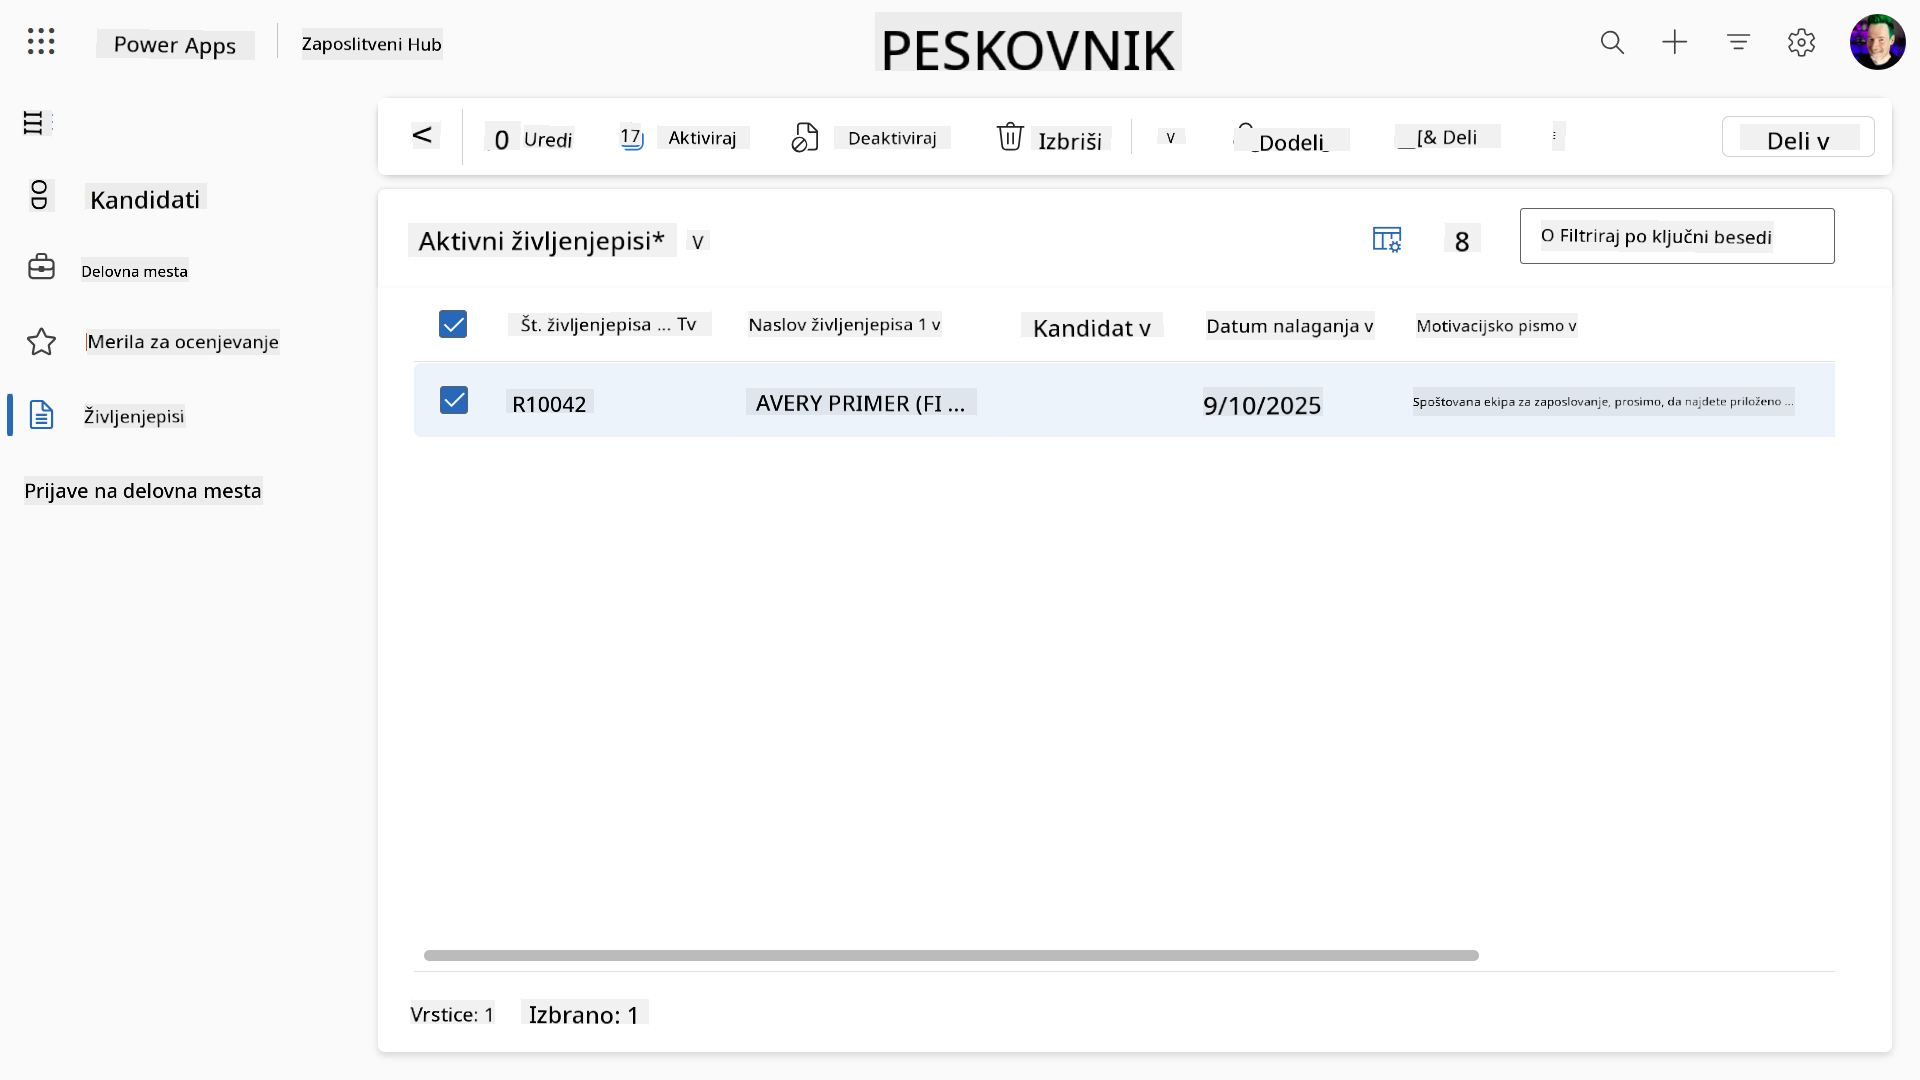 Power Apps
Zaposlitveni Hub
PESKOVNIK
< 0 Uredi 17 Aktiviraj Deaktiviraj Izbriši v Dodeli [& Deli Deli v
Kandidati
Delovna mesta
Merila za ocenjevanje
Življenjepisi
Prijave na delovna mesta
Aktivni življenjepisi* v 8 O Filtriraj po ključni besedi
Št. življenjepisa ... Tv Naslov življenjepisa 1 v Kandidat v Datum nalaganja v Motivacijsko pismo v
R10042 AVERY PRIMER (FI ... 9/10/2025 Spoštovana ekipa za zaposlovanje, prosimo, da najdete priloženo ...
Vrstice: 1 Izbrano: 1